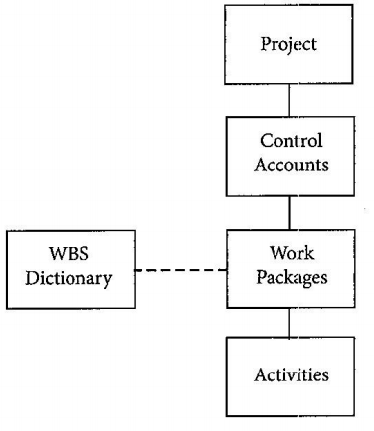 Project
Control
Accounts
WBS
Dictionary
Work
Packages
Activities